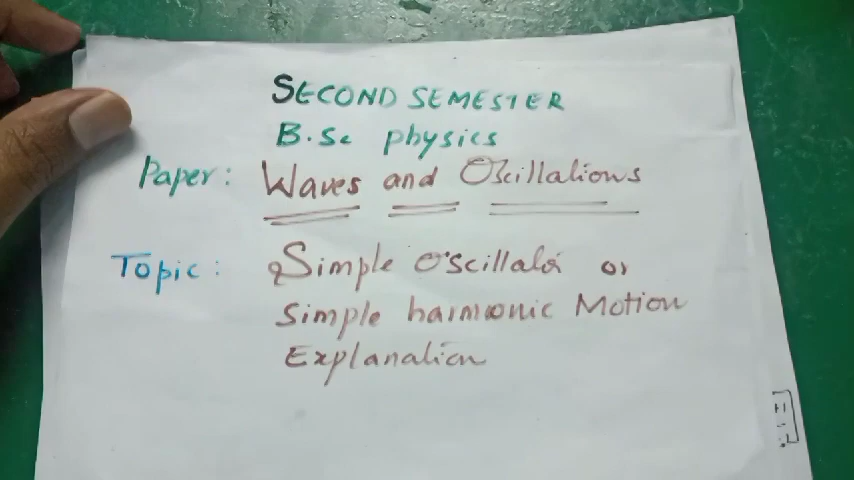 SECOND SEMESTER
B.Sc physics
Paper: Waves and Oscillations
Topic: Simple Oscillator or
Simple harmonic Motion
Explanation